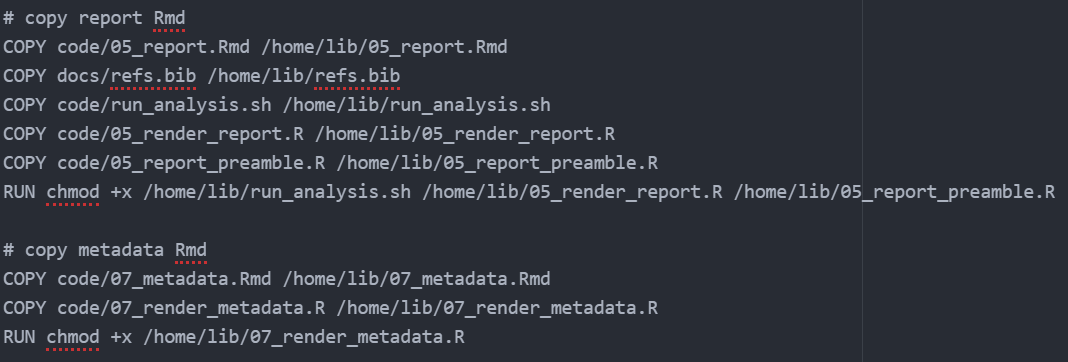 # copy report Rmd
COPY code/05_report.Rmd /home/lib/05_report.Rmd
COPY docs/refs.bib /home/lib/refs.bib
COPY code/run_analysis.sh /home/lib/run_analysis.sh
COPY code/05_render_report.R /home/lib/05_render_report.R
COPY code/05_report_preamble.R /home/lib/05_report_preamble.R
RUN chmod +x /home/lib/run_analysis.sh /home/lib/05_render_report.R /home/lib/05_report_preamble.R

# copy metadata Rmd
COPY code/07_metadata.Rmd /home/lib/07_metadata.Rmd
COPY code/07_render_metadata.R /home/lib/07_render_metadata.R
RUN chmod +x /home/lib/07_render_metadata.R